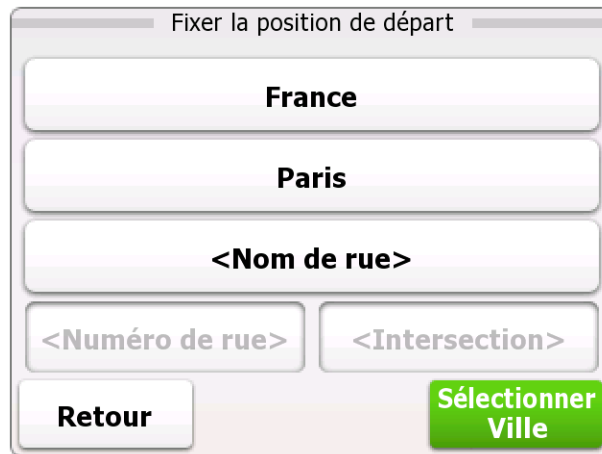 Fixer la position de départ
France
Paris
<Nom de rue>
<Numéro de rue> <Intersection>
Retour
Sélectionner
Ville